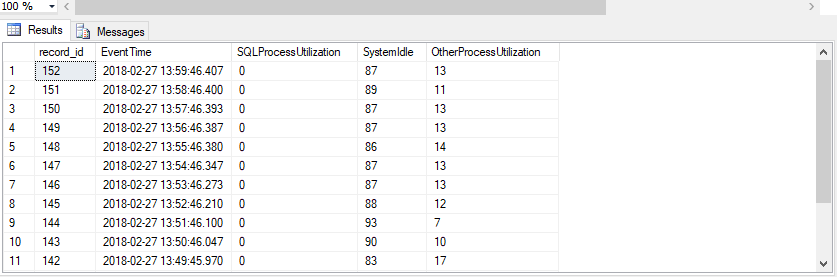 100 %
Results Messages
record_id EventTime SQLProcessUtilization SystemIdle OtherProcessUtilization
1 152 2018-02-27 13:59:46.407 0 87 13
2 151 2018-02-27 13:58:46.400 0 89 11
3 150 2018-02-27 13:57:46.393 0 87 13
4 149 2018-02-27 13:56:46.387 0 87 13
5 148 2018-02-27 13:55:46.380 0 86 14
6 147 2018-02-27 13:54:46.347 0 87 13
7 146 2018-02-27 13:53:46.273 0 87 13
8 145 2018-02-27 13:52:46.210 0 88 12
9 144 2018-02-27 13:51:46.100 0 93 7
10 143 2018-02-27 13:50:46.047 0 90 10
11 142 2018-02-27 13:49:45.970 0 83 17